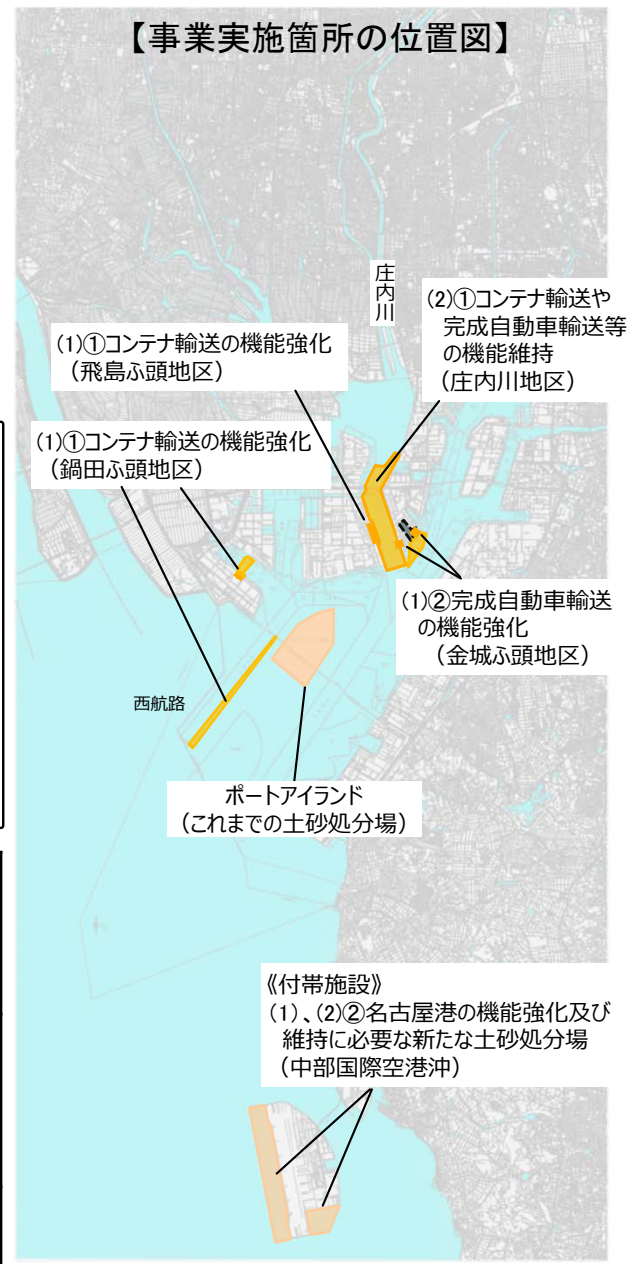 【事業実施箇所の位置図】
庄内川
(2)①コンテナ輸送や
完成自動車輸送等
の機能維持
(庄内川地区)
(1)①コンテナ輸送の機能強化
(飛島ふ頭地区)
(1)①コンテナ輸送の機能強化
(鍋田ふ頭地区)
(1)②完成自動車輸送
の機能強化
(金城ふ頭地区)
西航路
ポートアイランド
(これまでの土砂処分場)
《付帯施設》
(1)、(2)②名古屋港の機能強化及び
維持に必要な新たな土砂処分場
(中部国際空港沖)